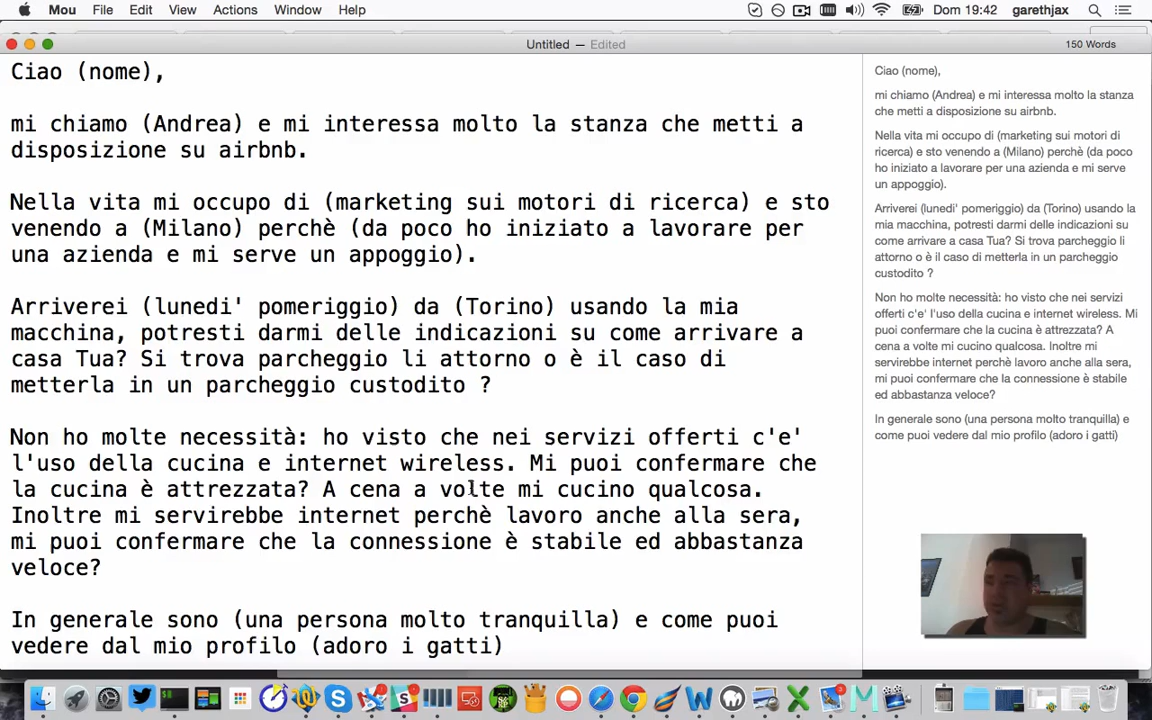 Mou File Edit View Actions Window Help Dom 19:42 garethjax
Untitled — Edited 150 Words
Ciao (nome),
mi chiamo (Andrea) e mi interessa molto la stanza che metti a
disposizione su airbnb.
Nella vita mi occupo di (marketing sui motori di ricerca) e sto
venendo a (Milano) perchè (da poco ho iniziato a lavorare per
una azienda e mi serve un appoggio).
Arriverei (lunedi' pomeriggio) da (Torino) usando la mia
macchina, potresti darmi delle indicazioni su come arrivare a
casa Tua? Si trova parcheggio li attorno o è il caso di
metterla in un parcheggio custodito ?
Non ho molte necessità: ho visto che nei servizi offerti c'e'
l'uso della cucina e internet wireless. Mi puoi confermare che
la cucina è attrezzata? A cena a volte mi cucino qualcosa.
Inoltre mi servirebbe internet perchè lavoro anche alla sera,
mi puoi confermare che la connessione è stabile ed abbastanza
veloce?
In generale sono (una persona molto tranquilla) e come puoi
vedere dal mio profilo (adoro i gatti)
Ciao (nome),
mi chiamo (Andrea) e mi interessa molto la stanza che metti a
disposizione su airbnb.
Nella vita mi occupo di (marketing sui motori di
ricerca) e sto venendo a (Milano) perchè (da poco
ho iniziato a lavorare per una azienda e mi serve
un appoggio).
Arriverei (lunedi' pomeriggio) da (Torino) usando la
mia macchina, potresti darmi delle indicazioni su
come arrivare a casa Tua? Si trova parcheggio li
attorno o è il caso di metterla in un parcheggio
custodito ?
Non ho molte necessità: ho visto che nei servizi
offerti c'e' l'uso della cucina e internet wireless. Mi
puoi confermare che la cucina è attrezzata? A
cena a volte mi cucino qualcosa. Inoltre mi
servirebbe internet perchè lavoro anche alla sera,
mi puoi confermare che la connessione è stabile
ed abbastanza veloce?
In generale sono (una persona molto tranquilla) e
come puoi vedere dal mio profilo (adoro i gatti)